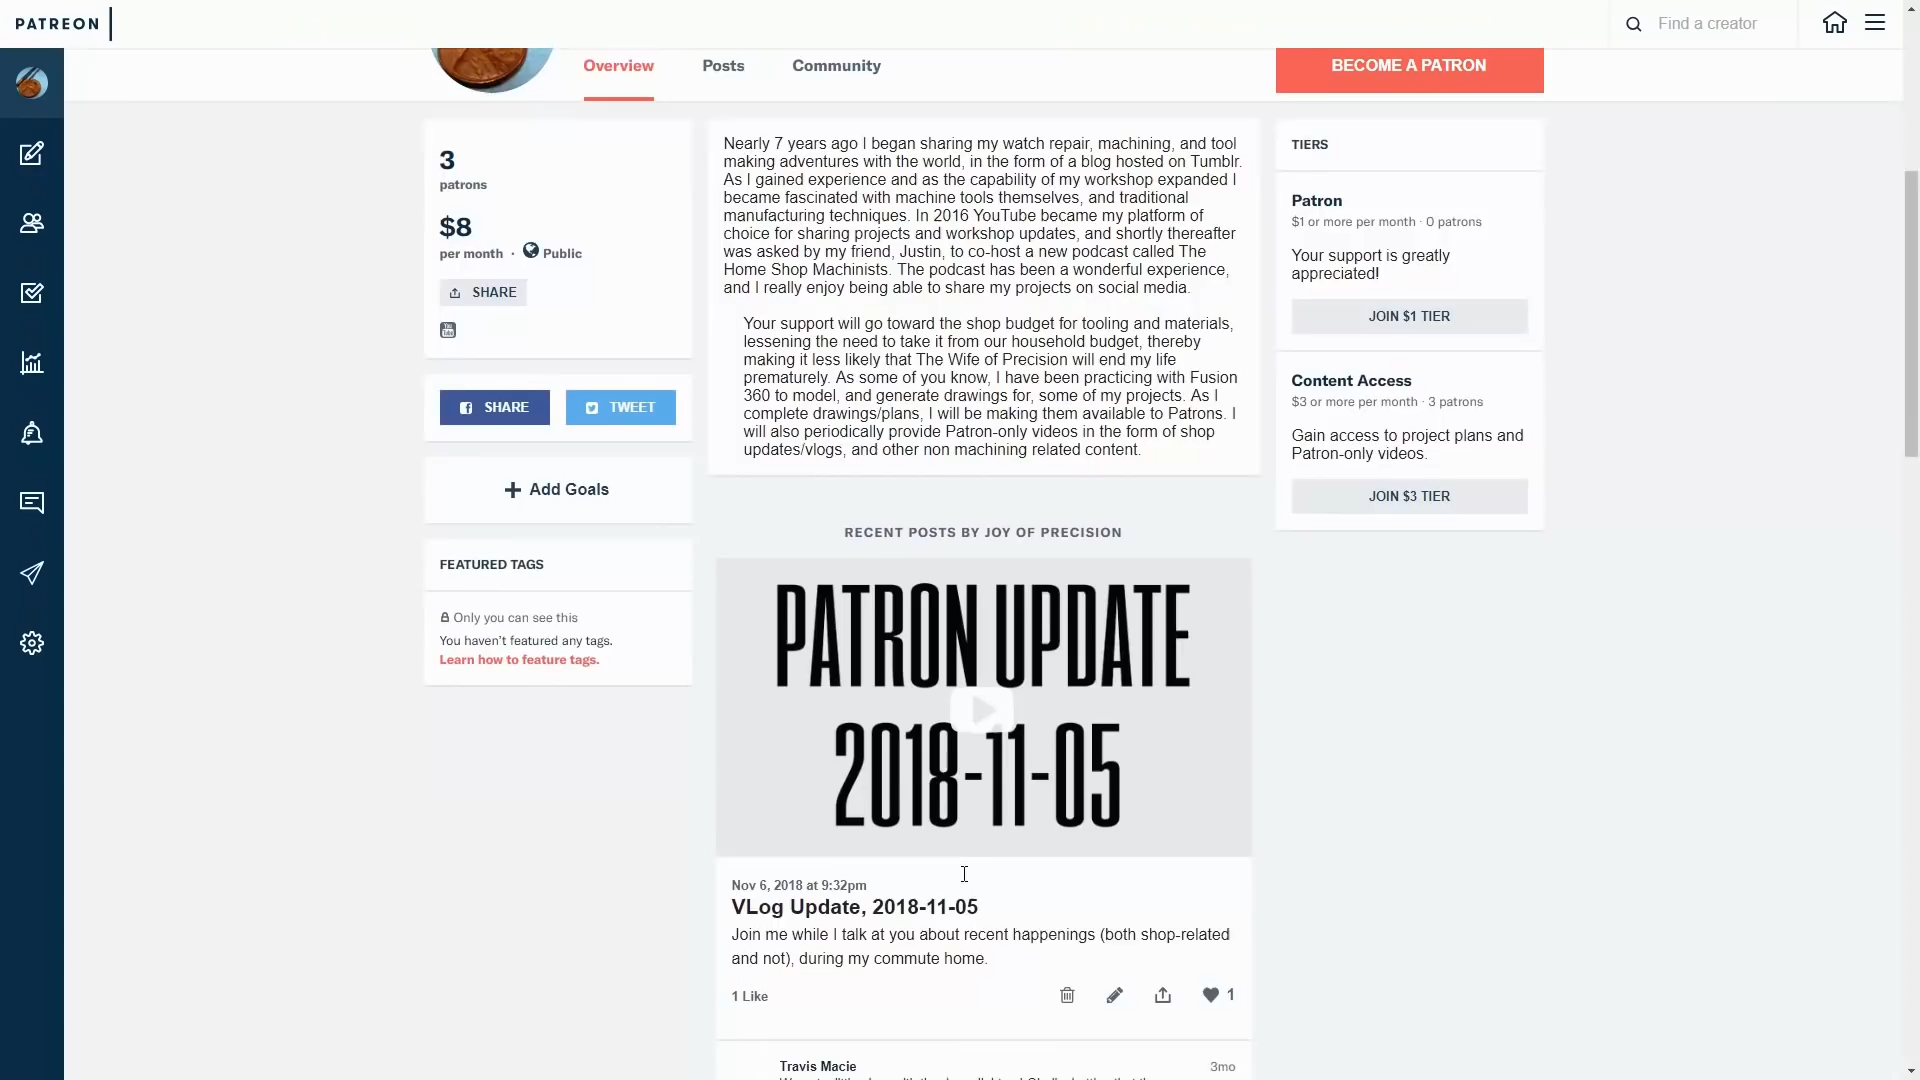 PATREON
Find a creator
Overview
Posts
Community
BECOME A PATRON
3
patrons
$8
per month · Public
SHARE
You
Tube
SHARE
TWEET
Add Goals
FEATURED TAGS
Only you can see this
You haven't featured any tags.
Learn how to feature tags.
Nearly 7 years ago I began sharing my watch repair, machining, and tool
making adventures with the world, in the form of a blog hosted on Tumblr.
As I gained experience and as the capability of my workshop expanded I
became fascinated with machine tools themselves, and traditional
manufacturing techniques. In 2016 YouTube became my platform of
choice for sharing projects and workshop updates, and shortly thereafter
was asked by my friend, Justin, to co-host a new podcast called The
Home Shop Machinists. The podcast has been a wonderful experience,
and I really enjoy being able to share my projects on social media.
Your support will go toward the shop budget for tooling and materials,
lessening the need to take it from our household budget, thereby
making it less likely that The Wife of Precision will end my life
prematurely. As some of you know, I have been practicing with Fusion
360 to model, and generate drawings for, some of my projects. As I
complete drawings/plans, I will be making them available to Patrons. I
will also periodically provide Patron-only videos in the form of shop
updates/vlogs, and other non machining related content.
RECENT POSTS BY JOY OF PRECISION
PATRON UPDATE
2018-11-05
Nov 6, 2018 at 9:32pm
VLog Update, 2018-11-05
Join me while I talk at you about recent happenings (both shop-related
and not), during my commute home.
1 Like
1
Travis Macie
3mo
TIERS
Patron
$1 or more per month · 0 patrons
Your support is greatly
appreciated!
JOIN $1 TIER
Content Access
$3 or more per month · 3 patrons
Gain access to project plans and
Patron-only videos.
JOIN $3 TIER